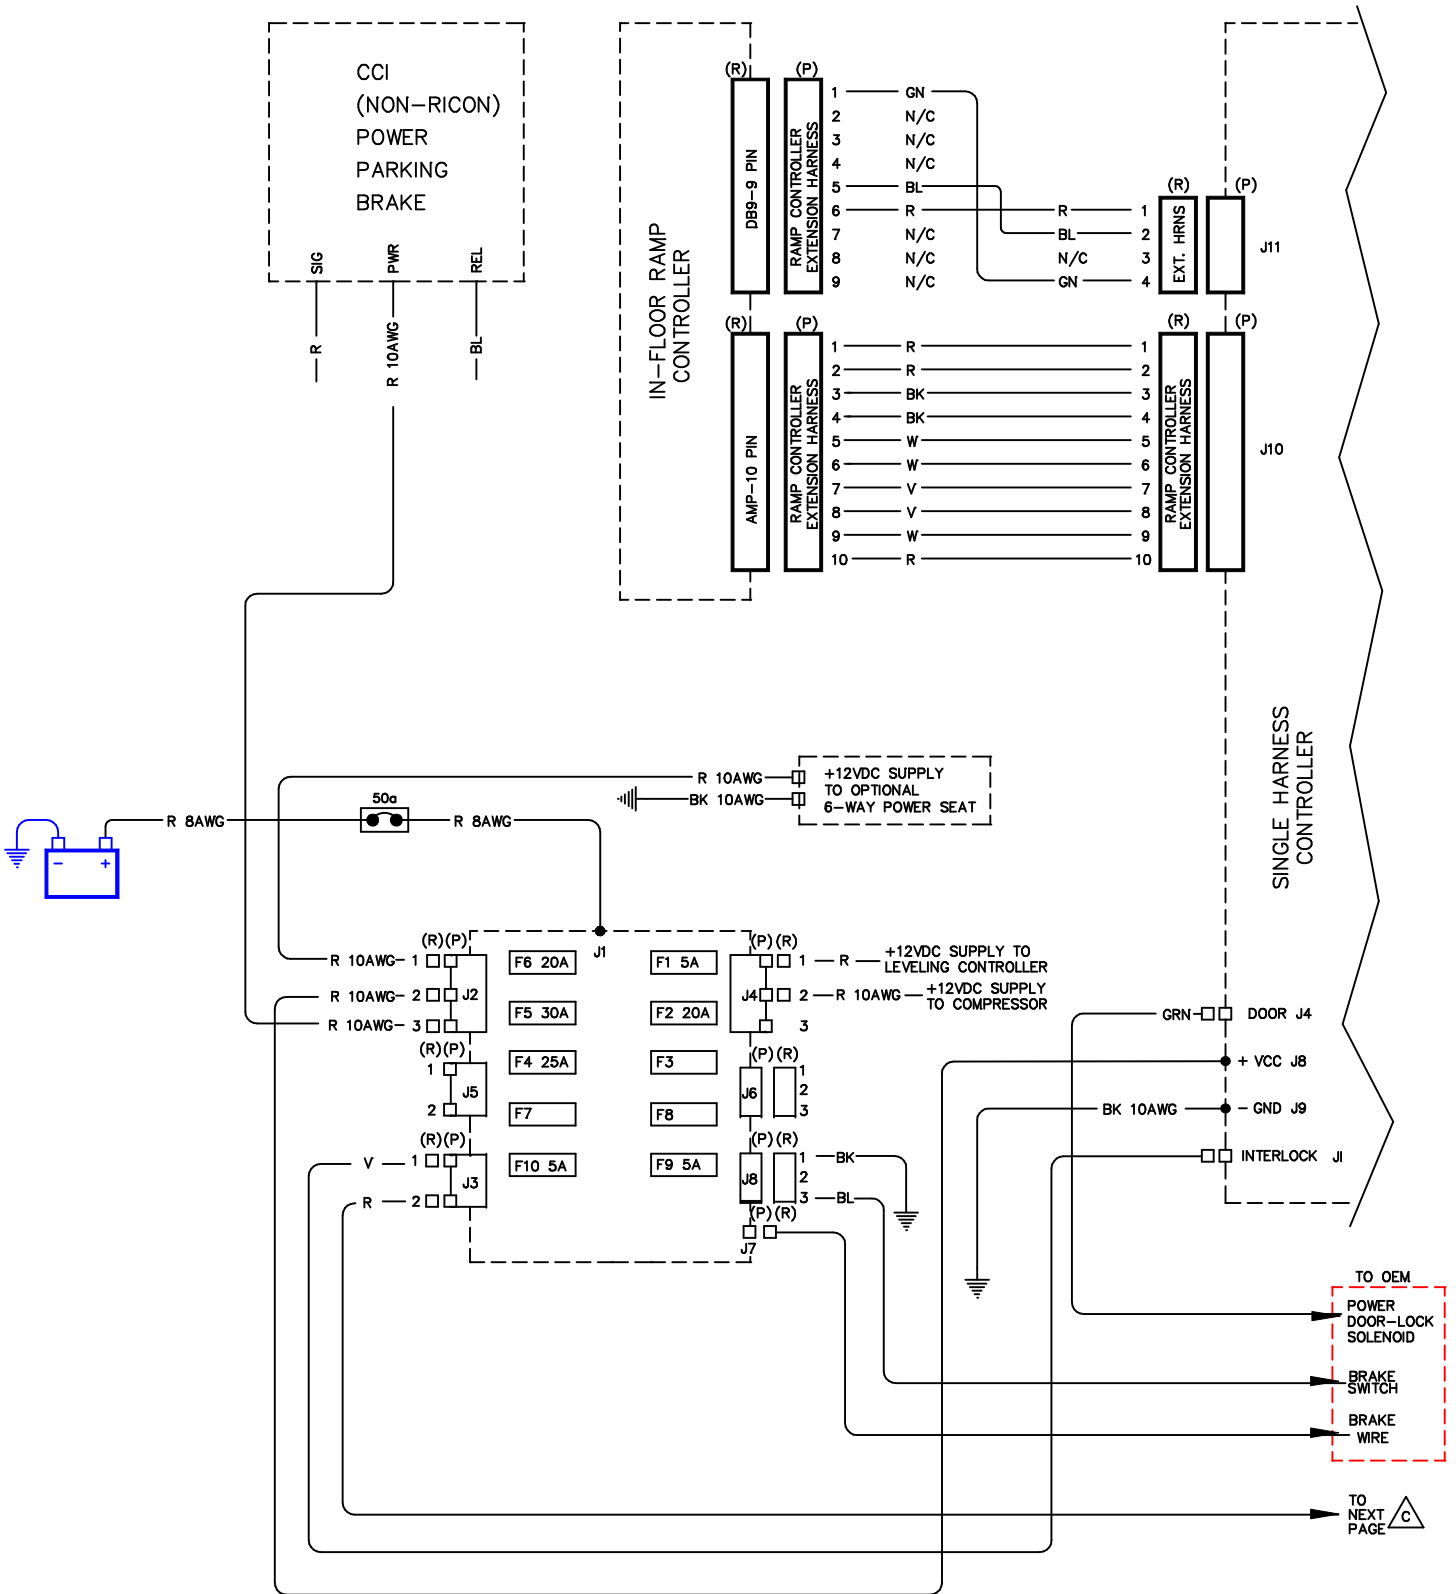 CCI
(NON-RICON)
POWER
PARKING
BRAKE
SIG
PWR
REL
R
R 10AWG
BL
IN-FLOOR RAMP
CONTROLLER
(R)
(P)
DB9-9 PIN
RAMP CONTROLLER
EXTENSION HARNESS
1 GN
2 N/C
3 N/C
4 N/C
5 BL
6 R R 1
7 N/C BL 2
8 N/C N/C 3
9 N/C GN 4
(R)
(P)
EXT. HRNS
J11
(R)
(P)
AMP-10 PIN
RAMP CONTROLLER
EXTENSION HARNESS
1 R 1
2 R 2
3 BK 3
4 BK 4
5 W 5
6 W 6
7 V 7
8 V 8
9 W 9
10 R 10
(R)
(P)
RAMP CONTROLLER
EXTENSION HARNESS
J10
SINGLE HARNESS
CONTROLLER
R 10AWG
BK 10AWG
+12VDC SUPPLY
TO OPTIONAL
6-WAY POWER SEAT
- +
R 8AWG
50a
R 8AWG
J1
(R)(P)
R 10AWG 1
R 10AWG 2
R 10AWG 3
J2
(R)(P)
1
2
J5
(R)(P)
V 1
R 2
J3
F6 20A
F5 30A
F4 25A
F7
F10 5A
F1 5A
F2 20A
F3
F8
F9 5A
(P)(R)
J4
1 R +12VDC SUPPLY TO
LEVELING CONTROLLER
2 R 10AWG +12VDC SUPPLY
TO COMPRESSOR
3
(P)(R)
J6
1
2
3
(P)(R)
J8
1 BK
2
3 BL
(P)(R)
J7
GRN DOOR J4
+ VCC J8
BK 10AWG - GND J9
INTERLOCK JI
TO OEM
POWER
DOOR-LOCK
SOLENOID
BRAKE
SWITCH
BRAKE
WIRE
TO
NEXT
PAGE C